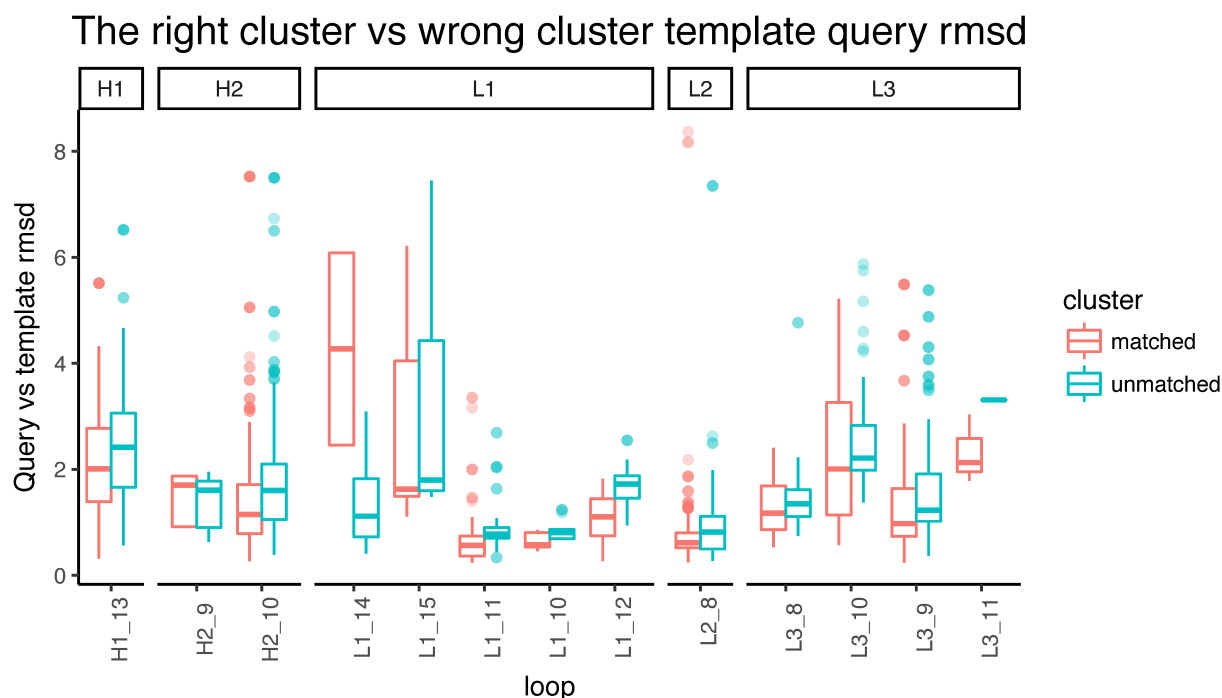 The right cluster vs wrong cluster template query rmsd
H1 H2 L1 L2 L3
Query vs template rmsd
8
6
4
2
0
H1_13 H2_9 H2_10 L1_14 L1_15 L1_11 L1_10 L1_12 L2_8 L3_8 L3_10 L3_9 L3_11
loop
cluster
matched
unmatched